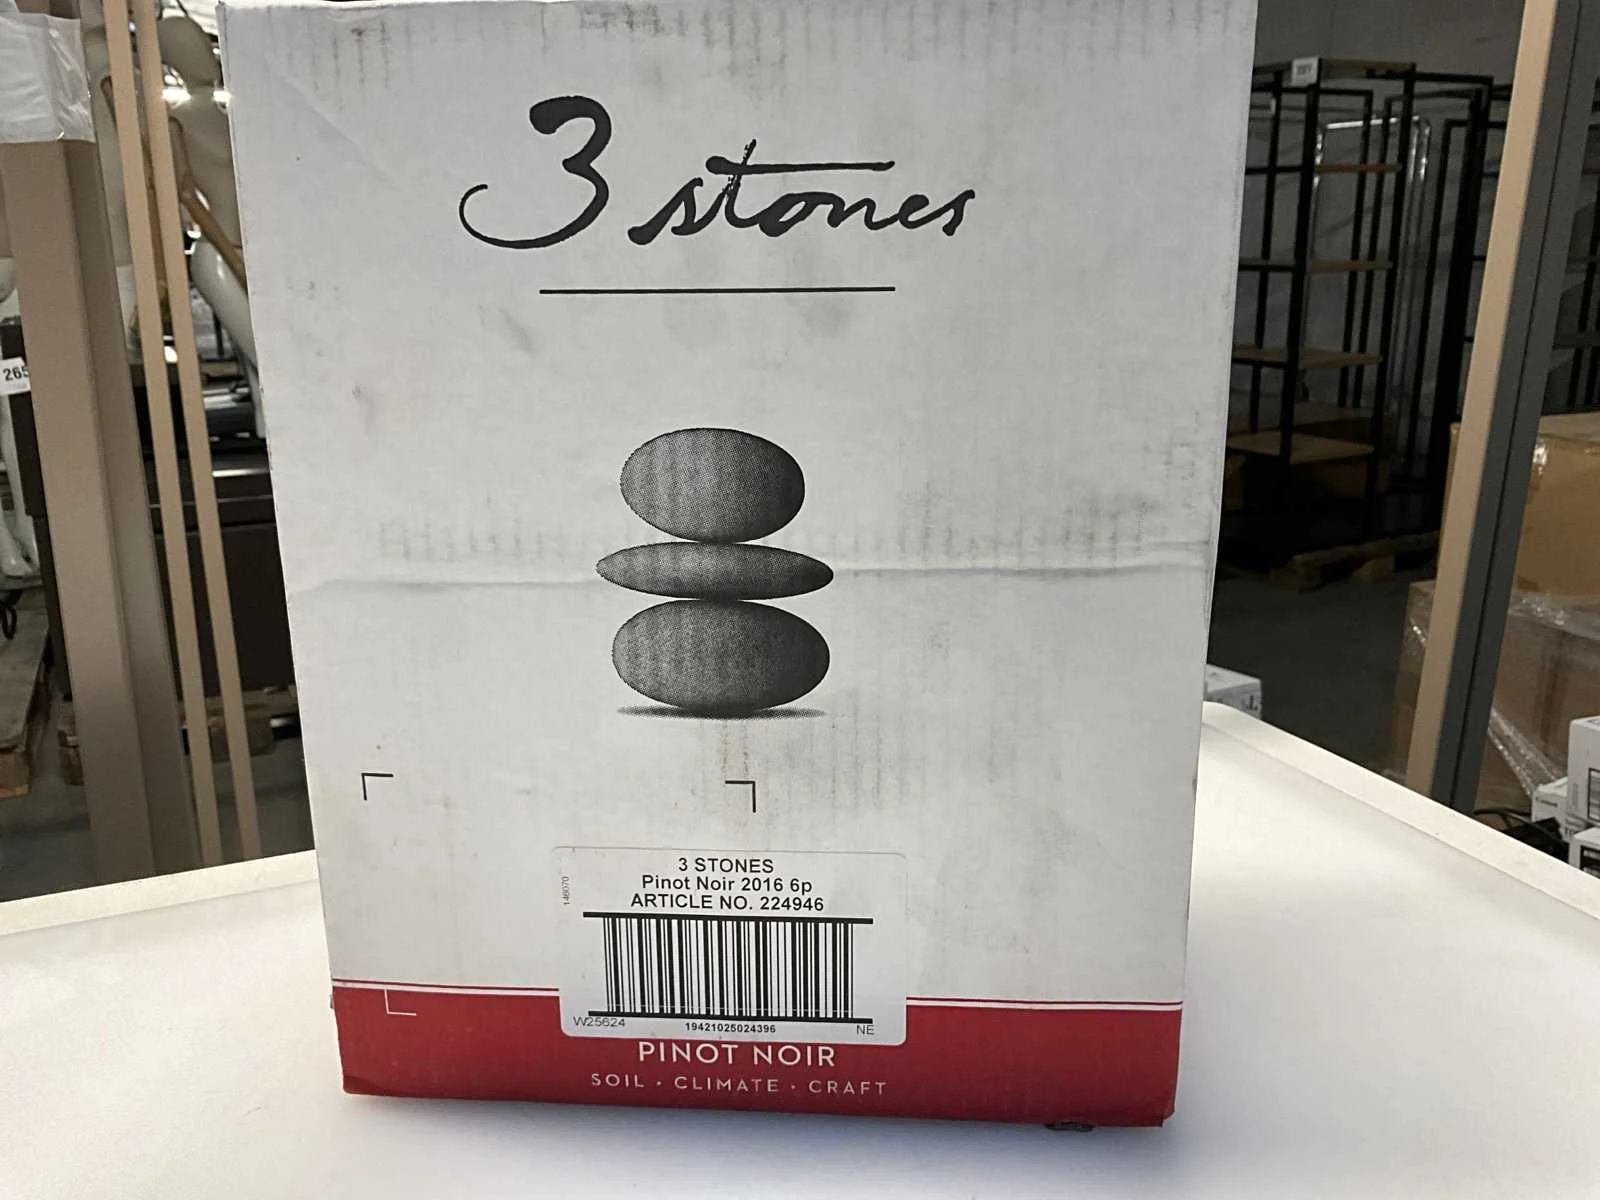 3 stones
265
3 STONES
Pinot Noir 2016 6p
ARTICLE NO. 224946
146070
W25624
19421025024396
NE
PINOT NOIR
SOIL · CLIMATE · CRAFT